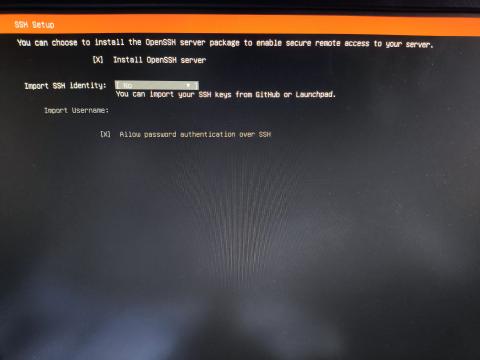 SSH Setup
You can choose to install the OpenSSH server package to enable secure remote access to your server.
[X] Install OpenSSH server
Import SSH identity: [ No ▾ ]
You can import your SSH keys from GitHub or Launchpad.
Import Username:
[X] Allow password authentication over SSH